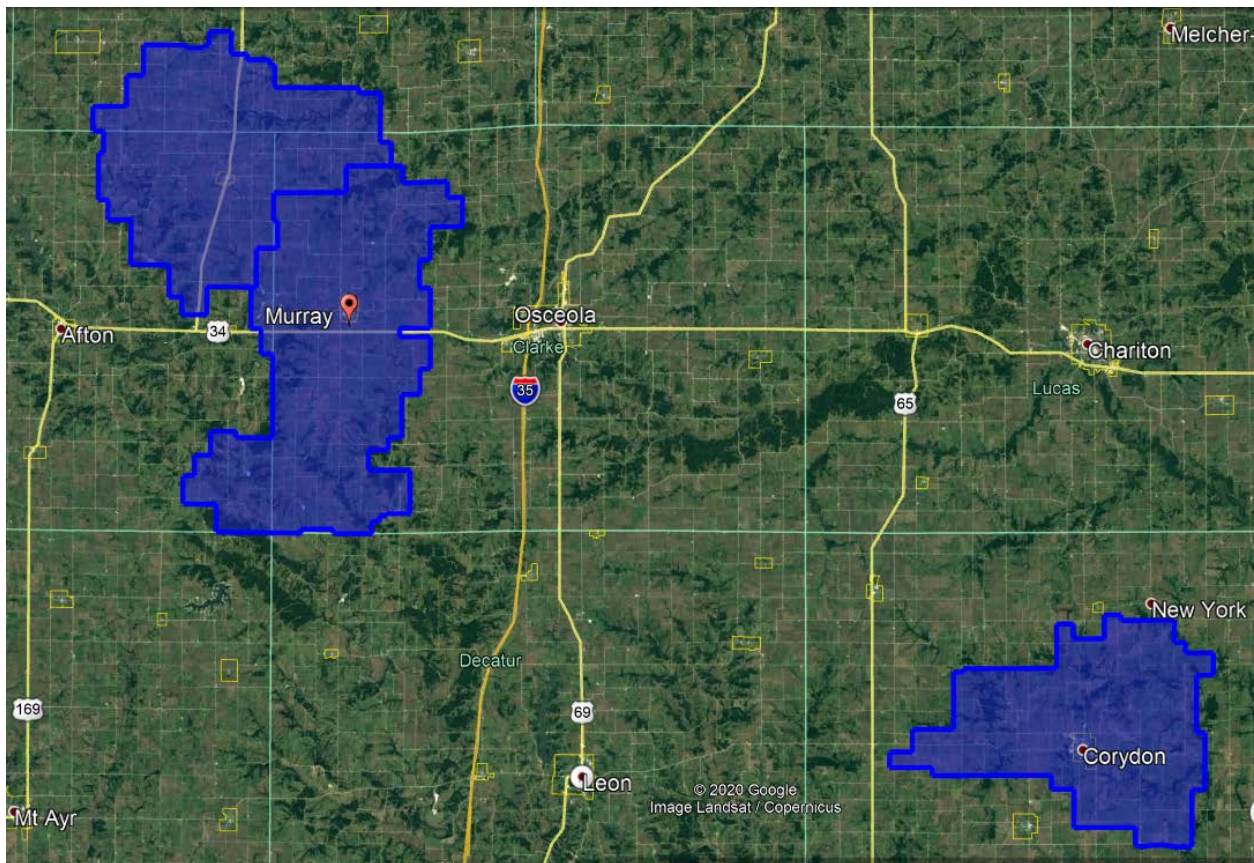 Melcher-
Murray
Afton
34
Osceola
Clarke
35
Chariton
Lucas
65
New York
Decatur
169
69
Corydon
Leon
© 2020 Google
Image Landsat / Copernicus
Mt Ayr